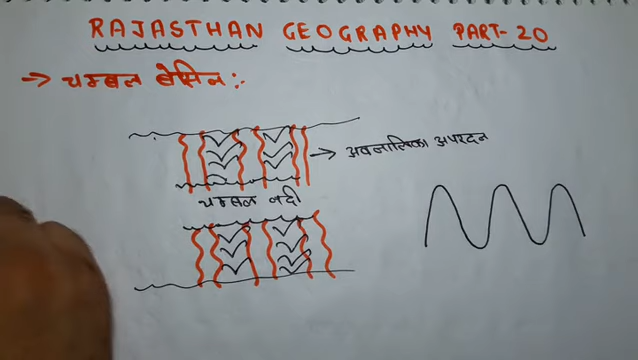 RAJASTHAN GEOGRAPHY PART-20
→ चम्बल बेसिन:-
→ अवनालिका अपरदन
चम्बल नदी